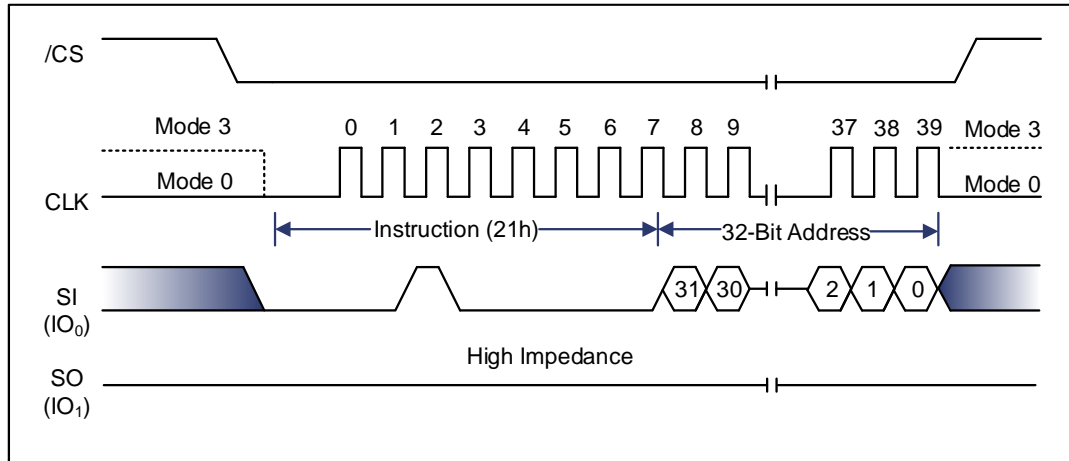 /CS
Mode 3
0 1 2 3 4 5 6 7 8 9 37 38 39
Mode 3
Mode 0
Mode 0
CLK
Instruction (21h)
32-Bit Address
SI
(IO₀)
31 30 2 1 0
High Impedance
SO
(IO₁)